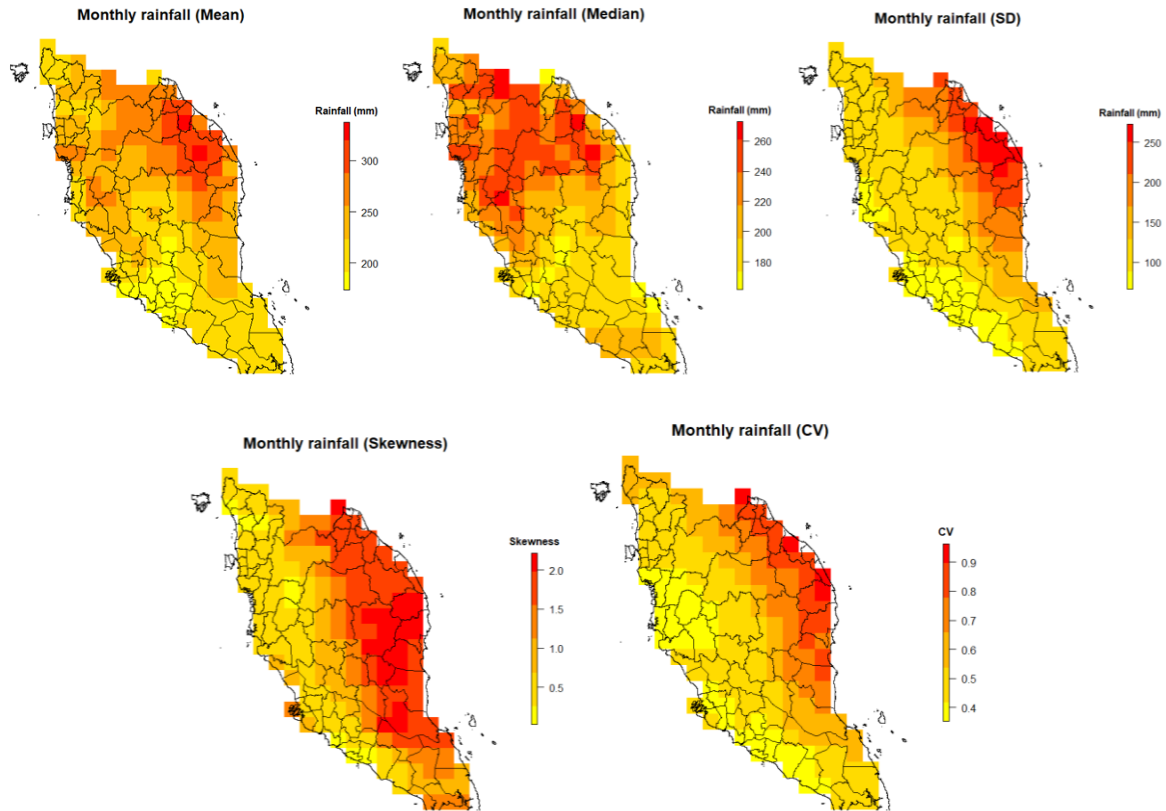 Monthly rainfall (Mean)
Rainfall (mm)
300
250
200
Monthly rainfall (Median)
Rainfall (mm)
260
240
220
200
180
Monthly rainfall (SD)
Rainfall (mm)
250
200
150
100
Monthly rainfall (Skewness)
Skewness
2.0
1.5
1.0
0.5
Monthly rainfall (CV)
CV
0.9
0.8
0.7
0.6
0.5
0.4